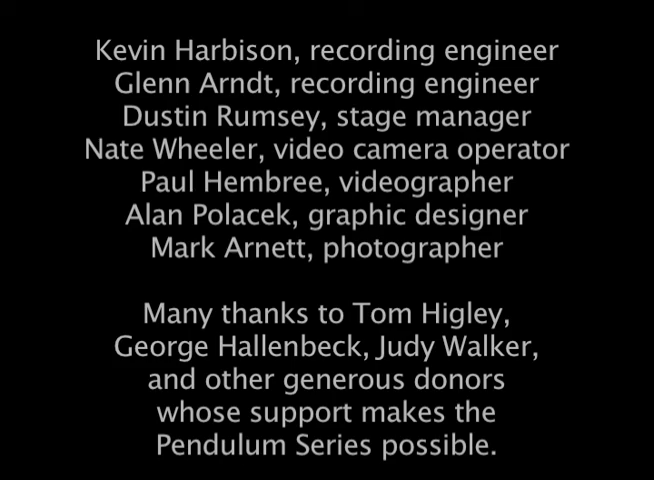 Kevin Harbison, recording engineer
Glenn Arndt, recording engineer
Dustin Rumsey, stage manager
Nate Wheeler, video camera operator
Paul Hembree, videographer
Alan Polacek, graphic designer
Mark Arnett, photographer
Many thanks to Tom Higley,
George Hallenbeck, Judy Walker,
and other generous donors
whose support makes the
Pendulum Series possible.